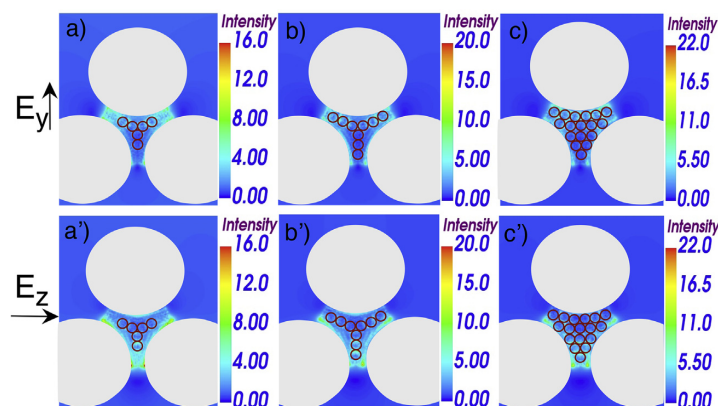 a) Intensity 16.0 12.0 8.00 4.00 0.00
b) Intensity 20.0 15.0 10.0 5.00 0.00
c) Intensity 22.0 16.5 11.0 5.50 0.00
Ey
a') Intensity 16.0 12.0 8.00 4.00 0.00
b') Intensity 20.0 15.0 10.0 5.00 0.00
c') Intensity 22.0 16.5 11.0 5.50 0.00
Ez